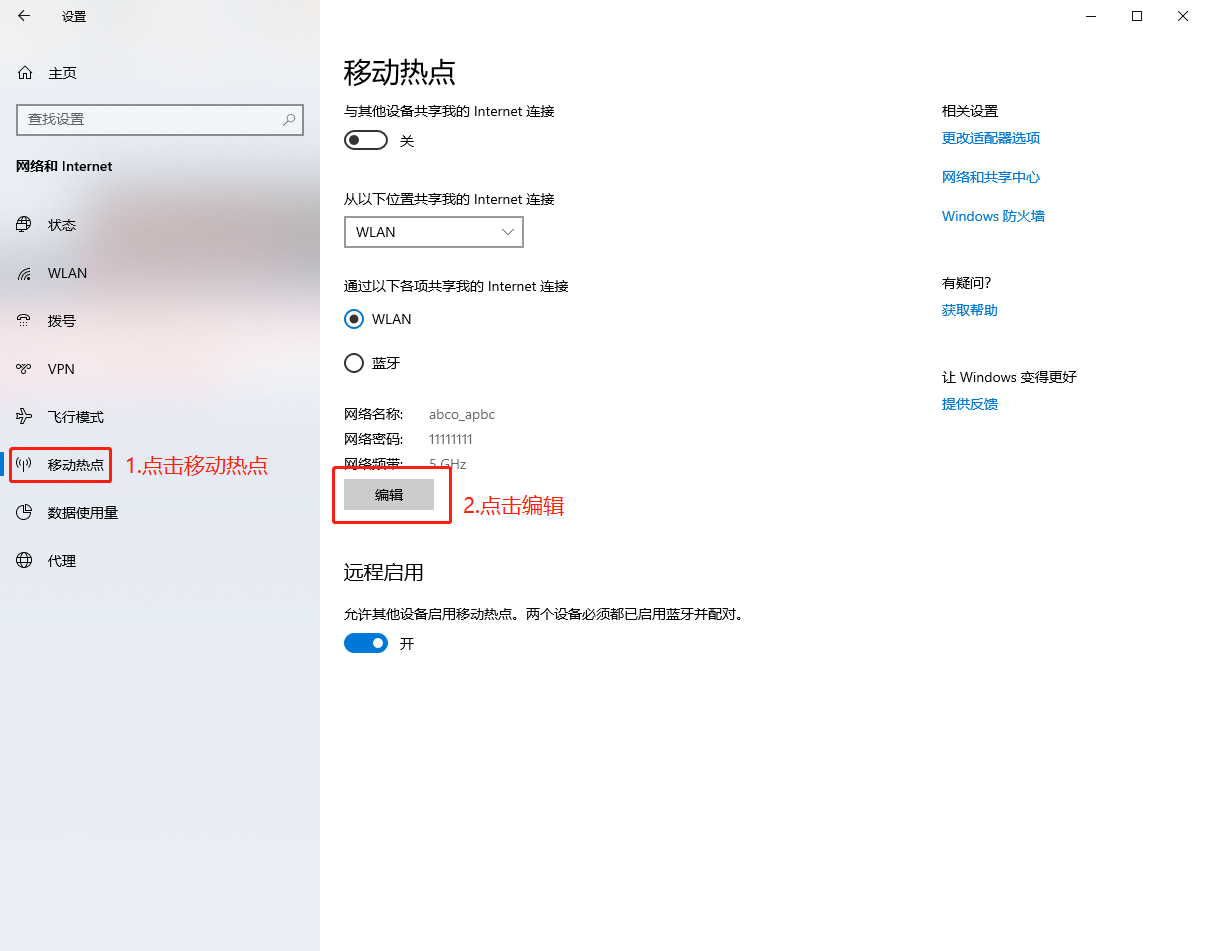 设置
主页
查找设置
网络和 Internet
状态
WLAN
拨号
VPN
飞行模式
移动热点
1.点击移动热点
数据使用量
代理
移动热点
与其他设备共享我的 Internet 连接
关
从以下位置共享我的 Internet 连接
WLAN
通过以下各项共享我的 Internet 连接
WLAN
蓝牙
网络名称: abco_apbc
网络密码: 11111111
网络频带: 5 GHz
编辑
2.点击编辑
远程启用
允许其他设备启用移动热点。两个设备必须都已启用蓝牙并配对。
开
相关设置
更改适配器选项
网络和共享中心
Windows 防火墙
有疑问?
获取帮助
让 Windows 变得更好
提供反馈